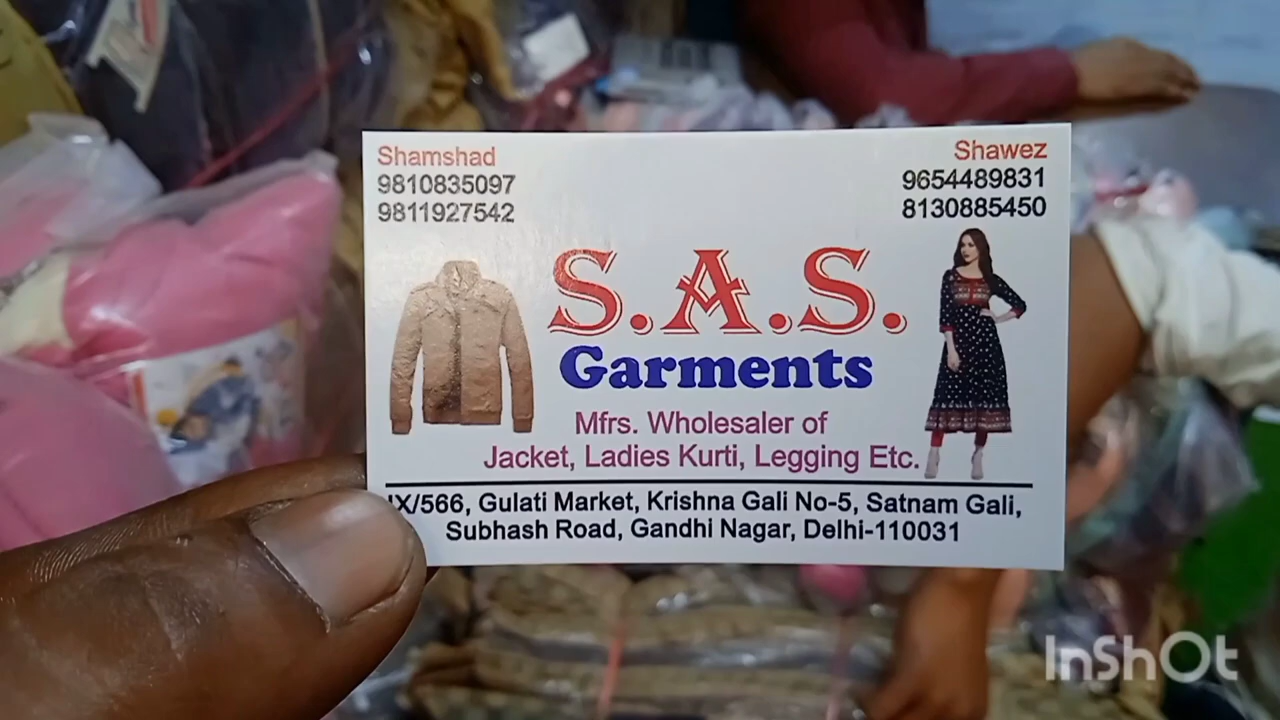 Shamshad
9810835097
9811927542
Shawez
9654489831
8130885450
S.A.S.
Garments
Mfrs. Wholesaler of
Jacket, Ladies Kurti, Legging Etc.
IX/566, Gulati Market, Krishna Gali No-5, Satnam Gali,
Subhash Road, Gandhi Nagar, Delhi-110031
InShOt